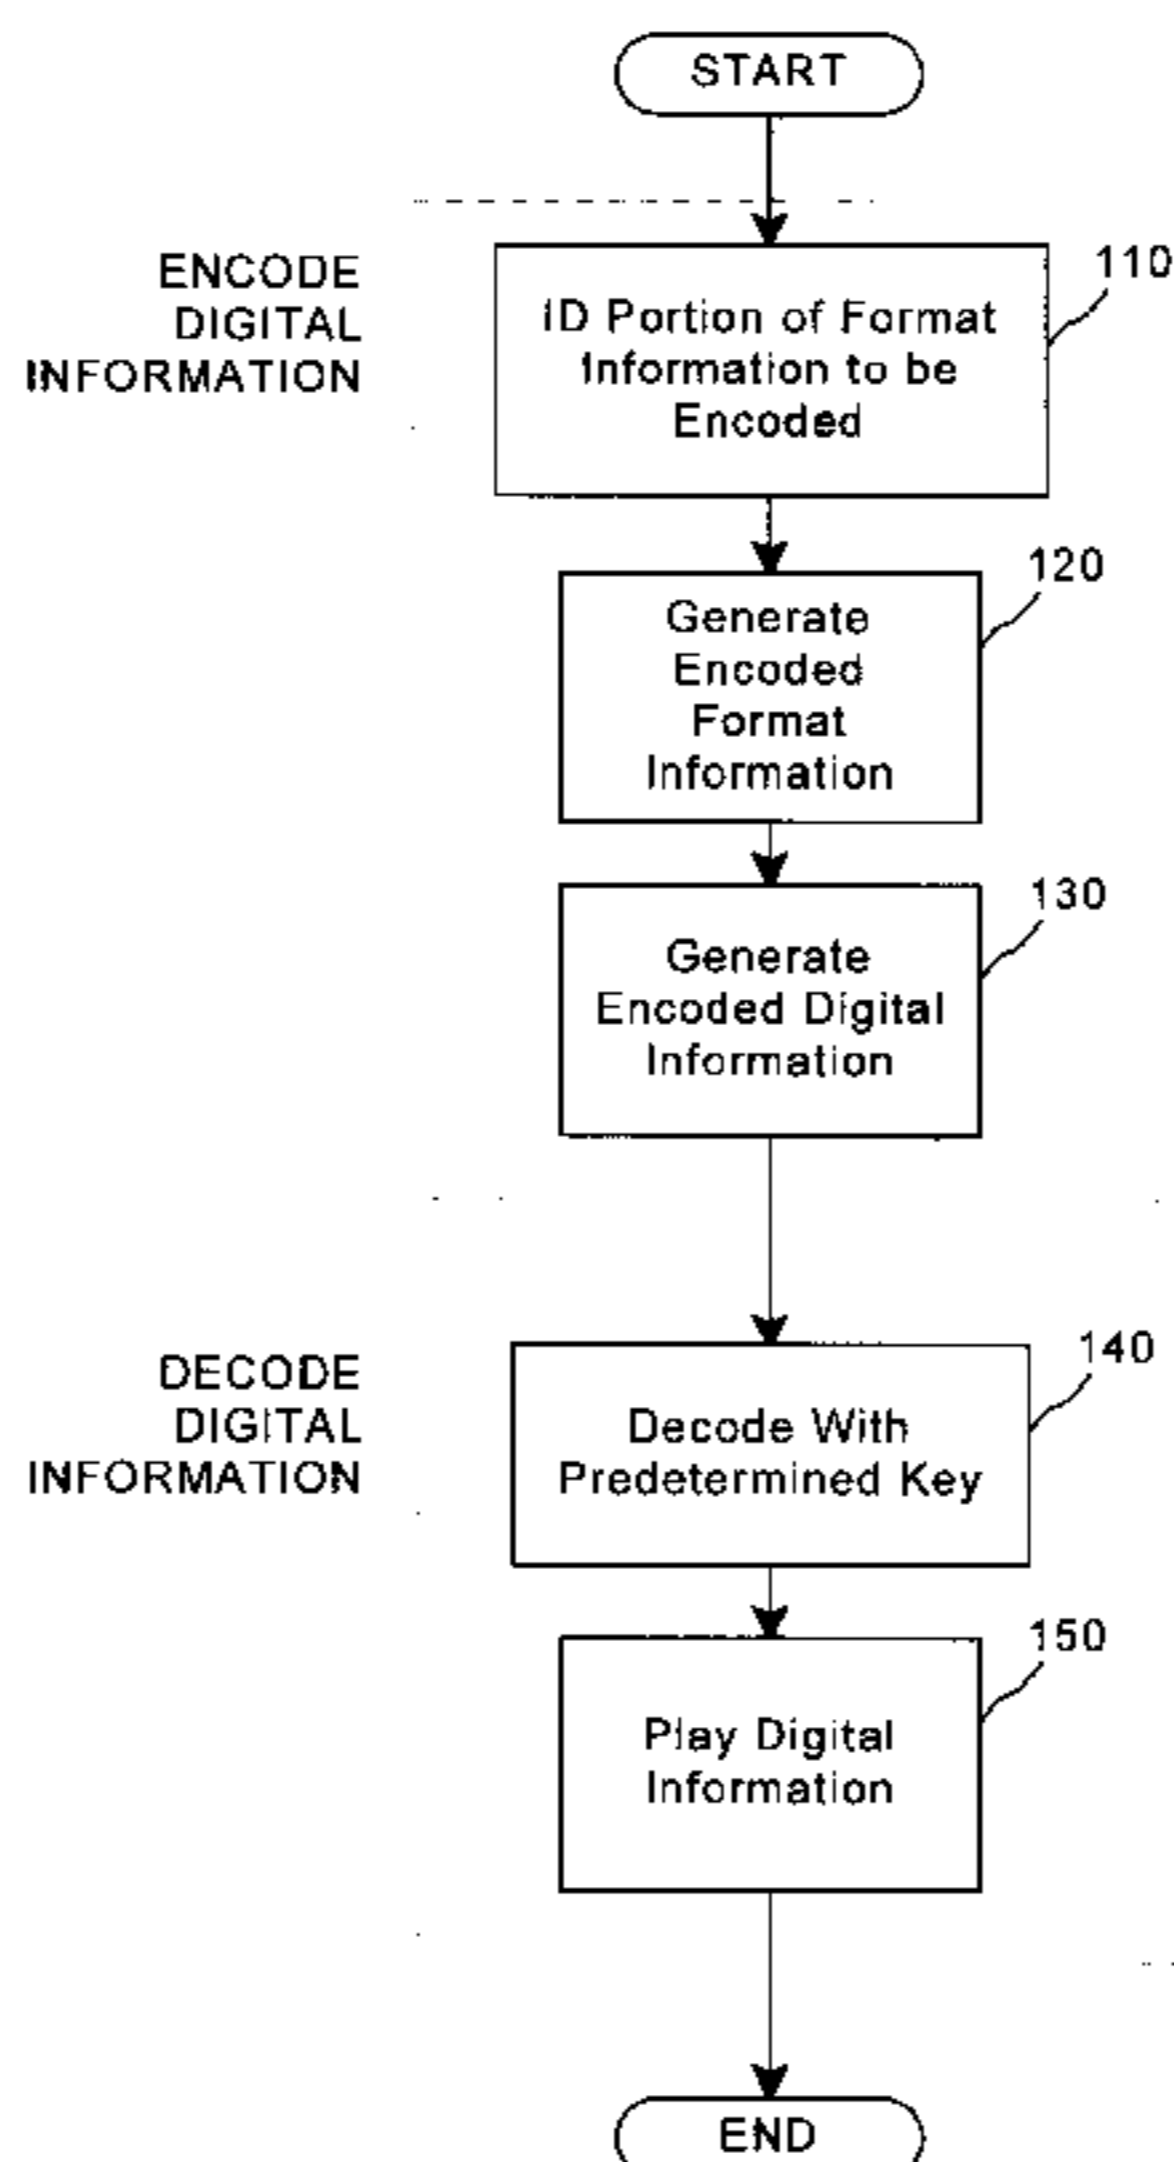 START
ENCODE
DIGITAL
INFORMATION
110
ID Portion of Format
Information to be
Encoded
120
Generate
Encoded
Format
Information
130
Generate
Encoded Digital
Information
DECODE
DIGITAL
INFORMATION
140
Decode With
Predetermined Key
150
Play Digital
Information
END